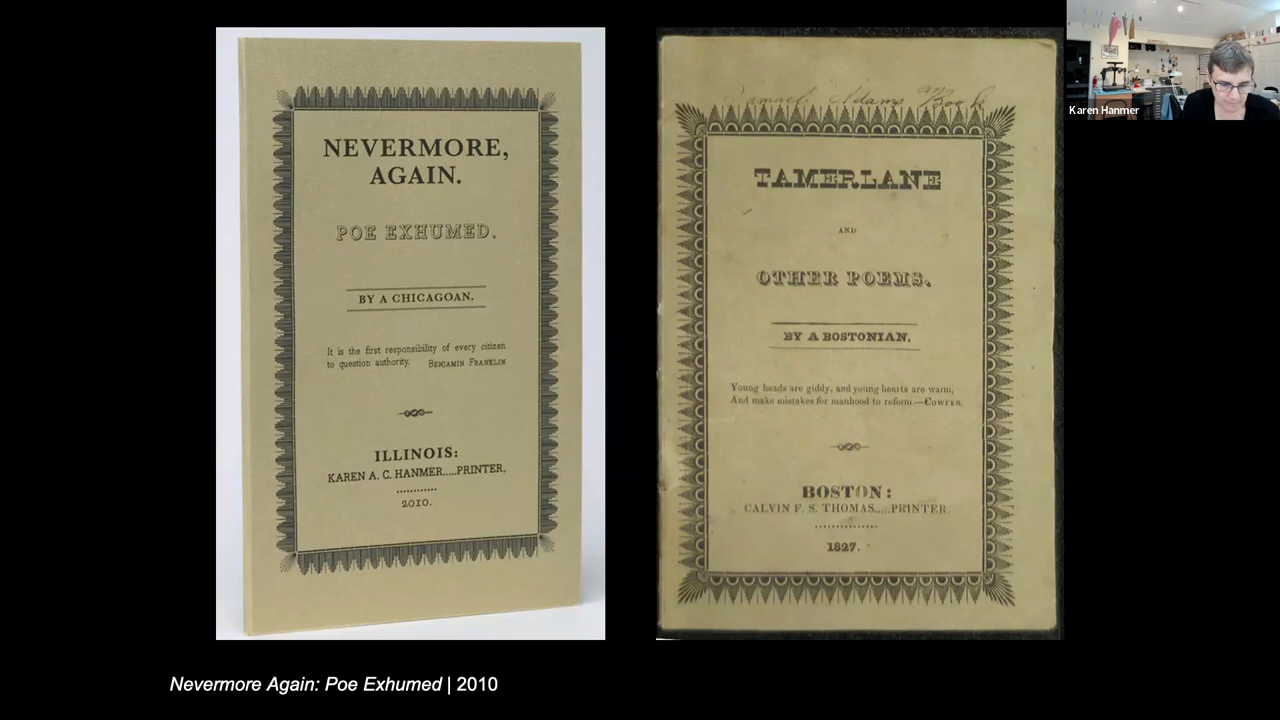 NEVERMORE,
AGAIN.
POE EXHUMED.
BY A CHICAGOAN.
It is the first responsibility of every citizen
to question authority. BENJAMIN FRANKLIN
ILLINOIS:
KAREN A. C. HANMER.....PRINTER.
............
2010.
Samuel Adams Book
TAMERLANE
AND
OTHER POEMS.
BY A BOSTONIAN.
Young heads are giddy, and young hearts are warm,
And make mistakes for manhood to reform.—COWPER.
BOSTON:
CALVIN F. S. THOMAS.....PRINTER
...............
1827.
Karen Hanmer
Nevermore Again: Poe Exhumed | 2010